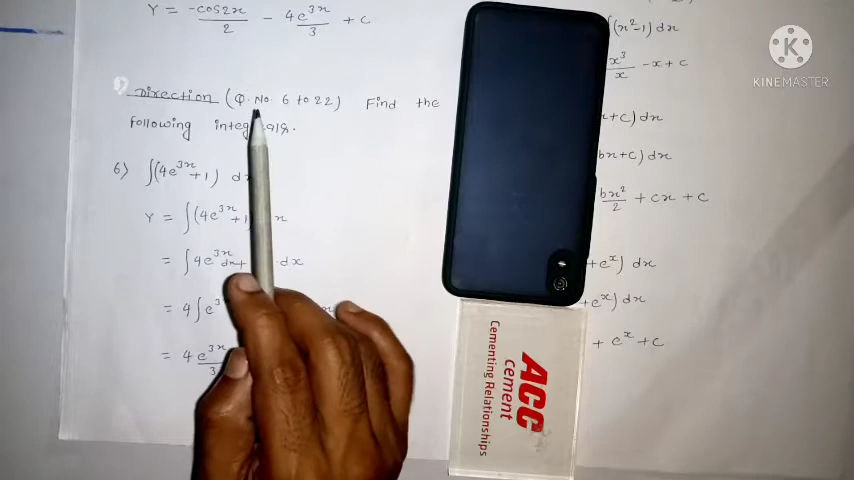 Y = -cos2x/2 - 4e^3x/3 + c
Direction (Q. No. 6 to 22) Find the
following integrals.
6) ∫(4e^3x + 1) dx
Y = ∫(4e^3x + 1) x
= ∫4e^3x dx + . dx
= 4∫e^3
= 4 e^3x/3
∫(x²-1) dx
x³/x - x + c
x + c)
bx + c) dx
bx²/2 + cx + c
+ e^x) dx
+ e^x) dx
+ e^x + c
ACC
cement
Cementing Relationships
K
KINEMASTER